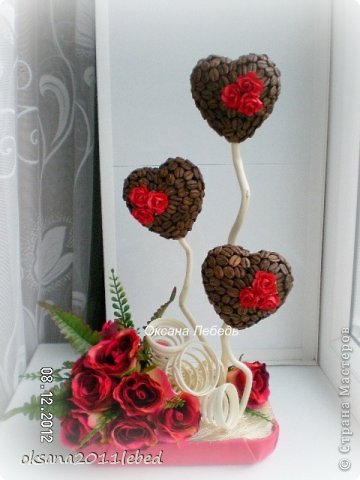 Оксана Лебедь
08.12.2012
oksana2011lebed
© Страна Мастеров